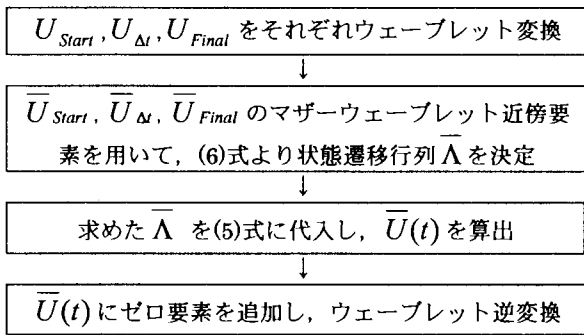 U_Start , U_Δt , U_Final をそれぞれウェーブレット変換
↓
U̅_Start , U̅_Δt , U̅_Final のマザーウェーブレット近傍要
素を用いて，(6)式より状態遷移行列 Λ̅ を決定
↓
求めた Λ̅ を(5)式に代入し， U̅(t) を算出
↓
U̅(t) にゼロ要素を追加し，ウェーブレット逆変換